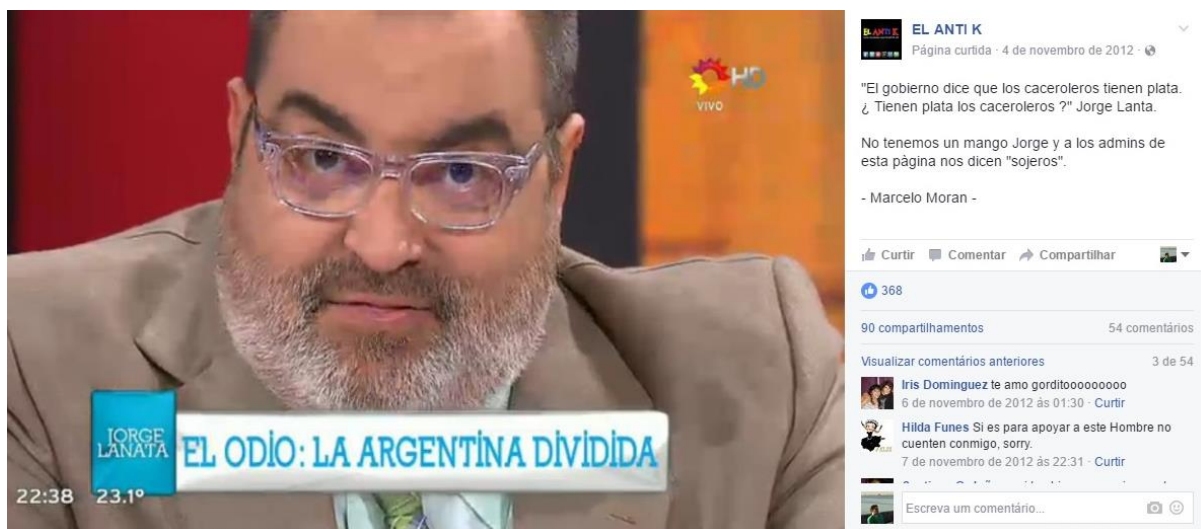 HD
VIVO
JORGE
LANATA
EL ODIO: LA ARGENTINA DIVIDIDA
22:38 23.1º
EL ANTI K
Página curtida · 4 de novembro de 2012 ·
"El gobierno dice que los caceroleros tienen plata.
¿ Tienen plata los caceroleros ?" Jorge Lanta.
No tenemos un mango Jorge y a los admins de
esta pàgina nos dicen "sojeros".
- Marcelo Moran -
Curtir Comentar Compartilhar
368
90 compartilhamentos 54 comentários
Visualizar comentários anteriores 3 de 54
Iris Dominguez te amo gorditooooooooo
6 de novembro de 2012 às 01:30 · Curtir
Hilda Funes Si es para apoyar a este Hombre no
cuenten conmigo, sorry.
7 de novembro de 2012 às 22:31 · Curtir
Escreva um comentário...